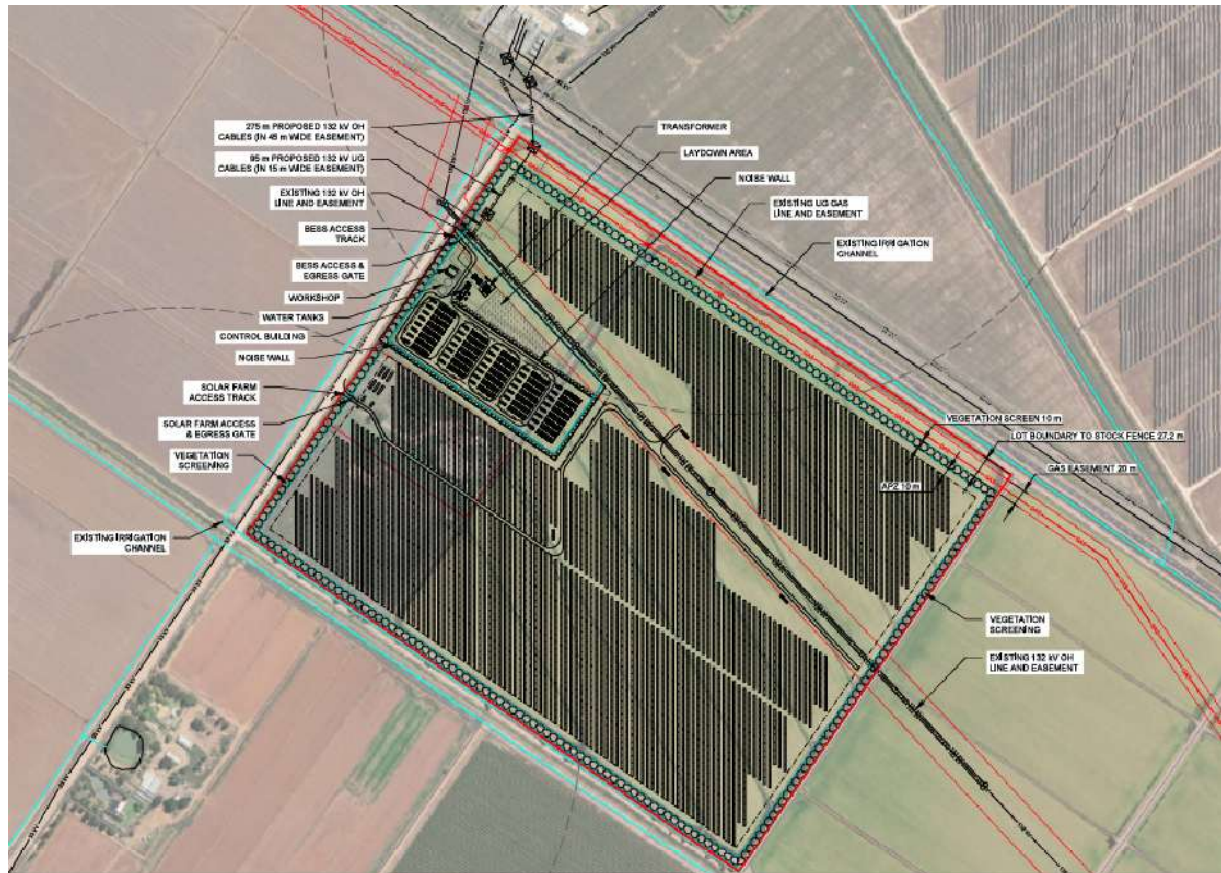 275 m PROPOSED 132 kV OH
CABLES (IN 45 m WIDE EASEMENT)
95 m PROPOSED 132 kV UG
CABLES (IN 15 m WIDE EASEMENT)
EXISTING 132 kV OH
LINE AND EASEMENT
BESS ACCESS
TRACK
BESS ACCESS &
EGRESS GATE
WORKSHOP
WATER TANKS
CONTROL BUILDING
NOISE WALL
SOLAR FARM
ACCESS TRACK
SOLAR FARM ACCESS
& EGRESS GATE
VEGETATION
SCREENING
EXISTING IRRIGATION
CHANNEL
TRANSFORMER
LAYDOWN AREA
NOISE WALL
EXISTING UG GAS
LINE AND EASEMENT
EXISTING IRRIGATION
CHANNEL
VEGETATION SCREEN 10 m
LOT BOUNDARY TO STOCK FENCE 27.2 m
GAS EASEMENT 20 m
APZ 10 m
VEGETATION
SCREENING
EXISTING 132 kV OH
LINE AND EASEMENT